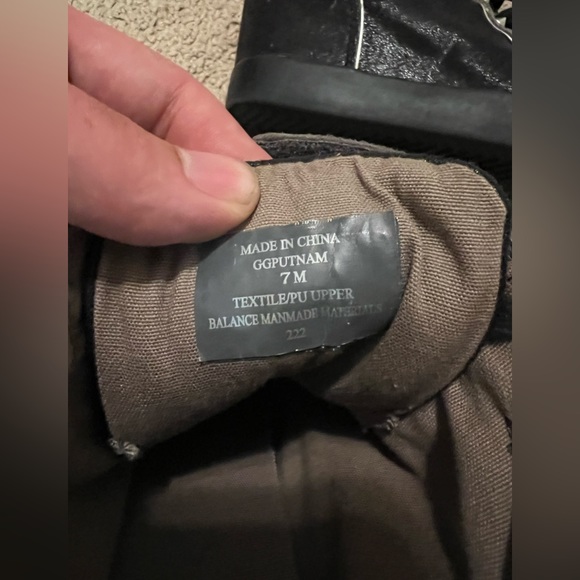 MADE IN CHINA
GGPUTNAM
7 M
TEXTILE/PU UPPER
BALANCE MANMADE MATERIALS
222